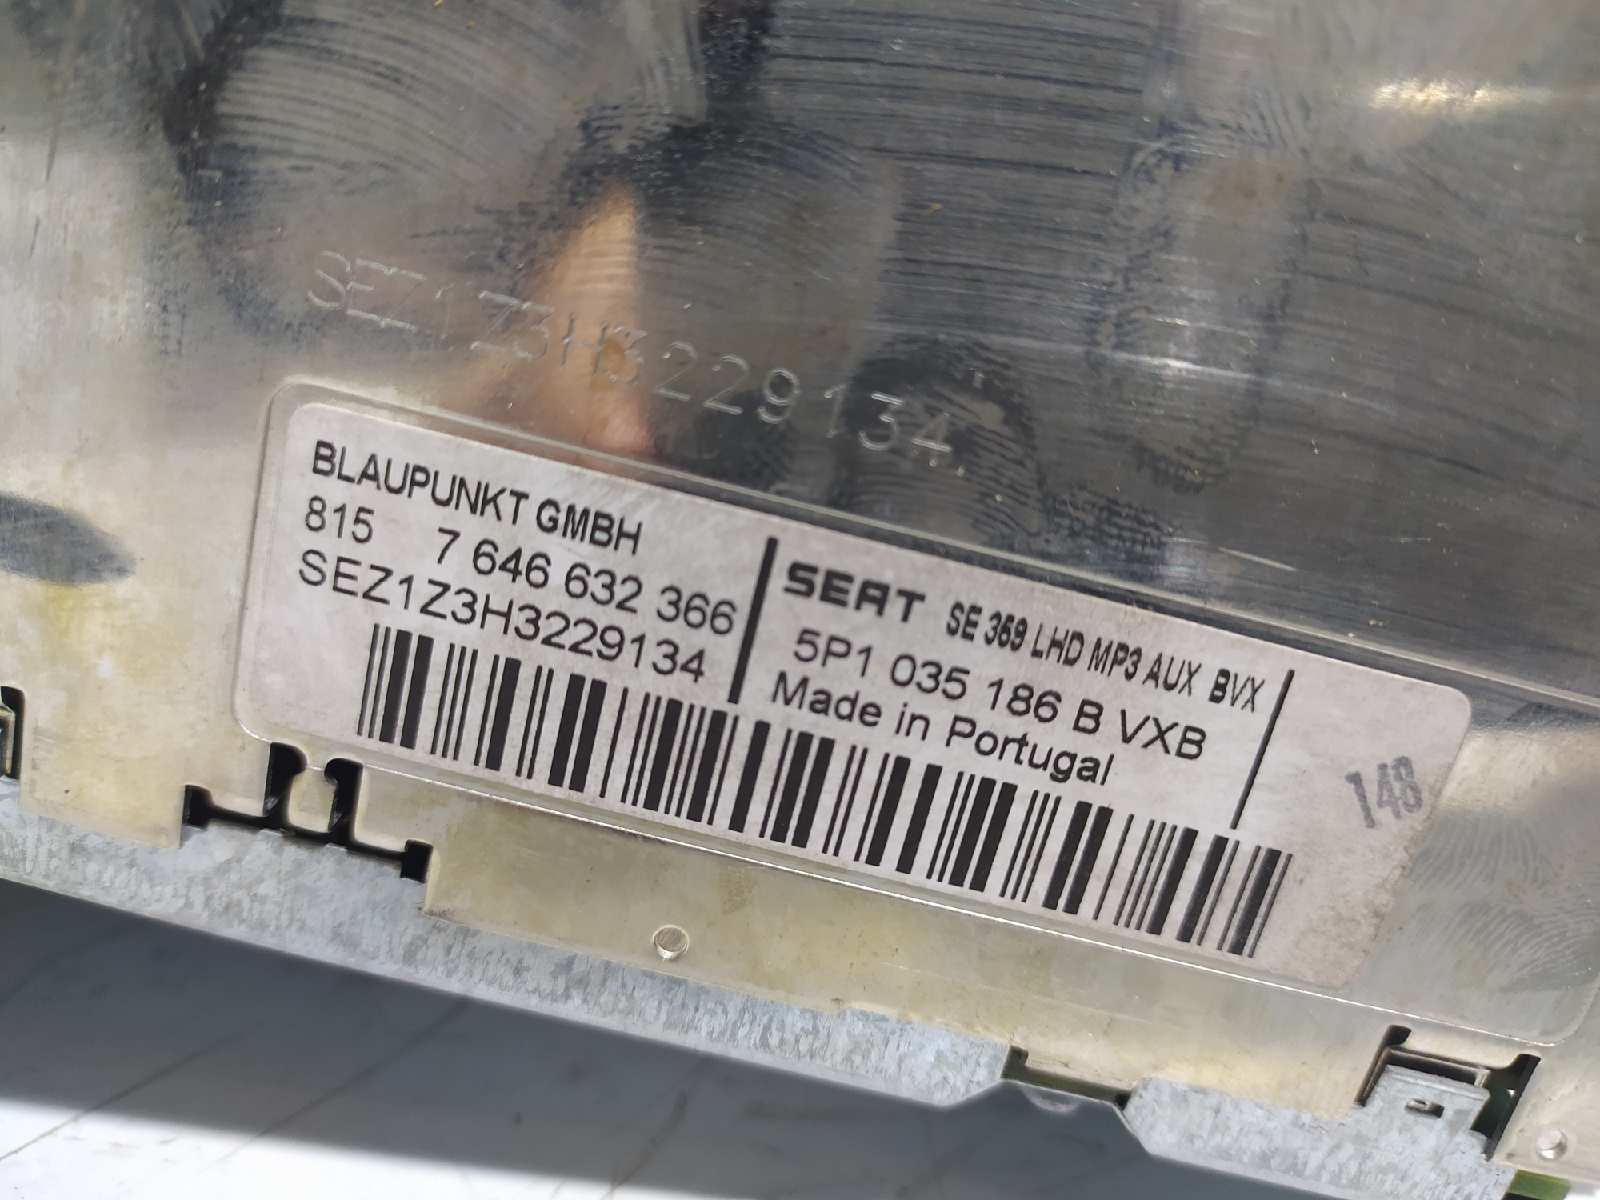 SEZ1Z3H3229134
BLAUPUNKT GMBH
815 7 646 632 366
SEZ1Z3H3229134
SEAT SE 359 LHD MP3 AUX BVX
5P1 035 186 B VXB
Made in Portugal
148